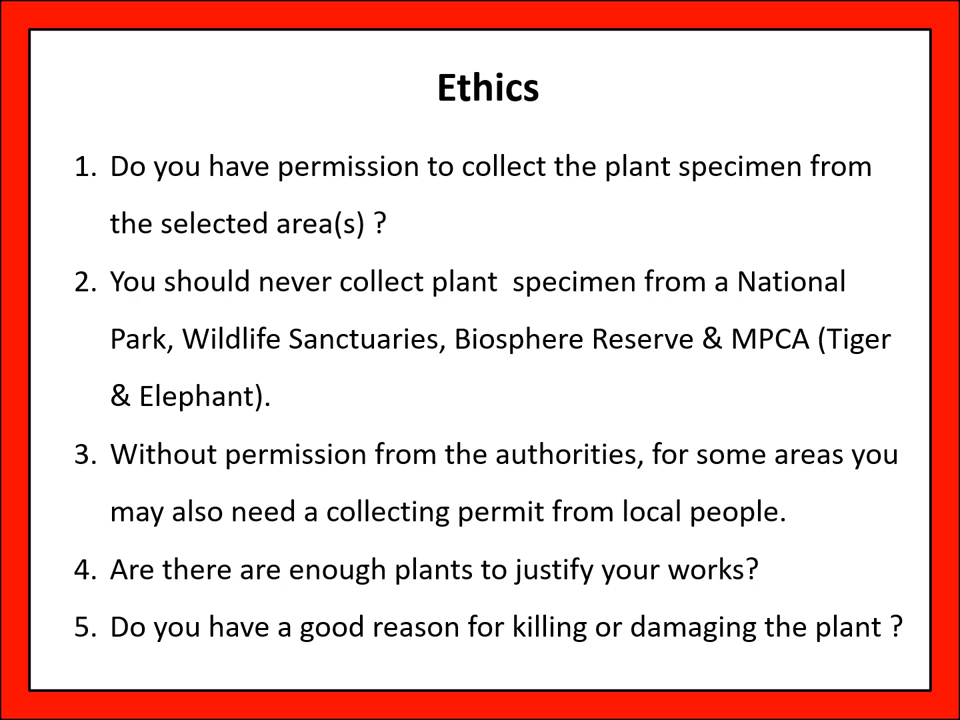 Ethics
1. Do you have permission to collect the plant specimen from
the selected area(s) ?
2. You should never collect plant  specimen from a National
Park, Wildlife Sanctuaries, Biosphere Reserve & MPCA (Tiger
& Elephant).
3. Without permission from the authorities, for some areas you
may also need a collecting permit from local people.
4. Are there are enough plants to justify your works?
5. Do you have a good reason for killing or damaging the plant ?